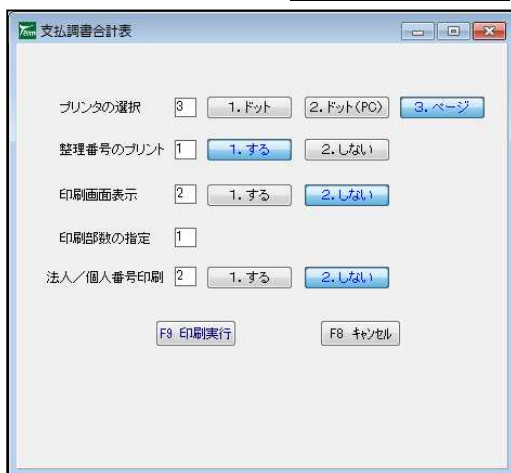 Team 支払調書合計表
プリンタの選択 3 1.ドット 2.ドット(PC) 3.ページ
整理番号のプリント 1 1.する 2.しない
印刷画面表示 2 1.する 2.しない
印刷部数の指定 1
法人/個人番号印刷 2 1.する 2.しない
F9 印刷実行 F8 キャンセル